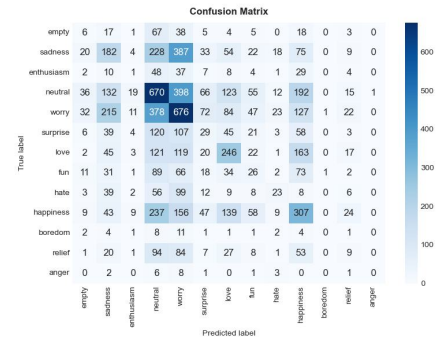 Confusion Matrix
True label
empty 6 17 1 67 38 5 4 5 0 18 0 3 0
sadness 20 182 4 228 387 33 54 22 18 75 0 9 0
enthusiasm 2 10 1 48 37 7 8 4 1 29 0 4 0
neutral 36 132 19 670 398 66 123 55 12 192 0 15 1
worry 32 215 11 378 676 72 84 47 23 127 1 22 0
surprise 6 39 4 120 107 29 45 21 3 58 0 3 0
love 2 45 3 121 119 20 246 22 1 163 0 17 0
fun 11 31 1 89 66 18 34 26 2 73 1 2 0
hate 3 39 2 56 99 12 9 8 23 8 0 6 0
happiness 9 43 9 237 156 47 139 58 9 307 0 24 0
boredom 2 4 1 8 11 1 1 1 2 4 0 1 0
relief 1 20 1 94 84 7 27 8 1 53 0 9 0
anger 0 2 0 6 8 1 0 1 3 0 0 1 0
empty sadness enthusiasm neutral worry surprise love fun hate happiness boredom relief anger
Predicted label
600
500
400
300
200
100
0